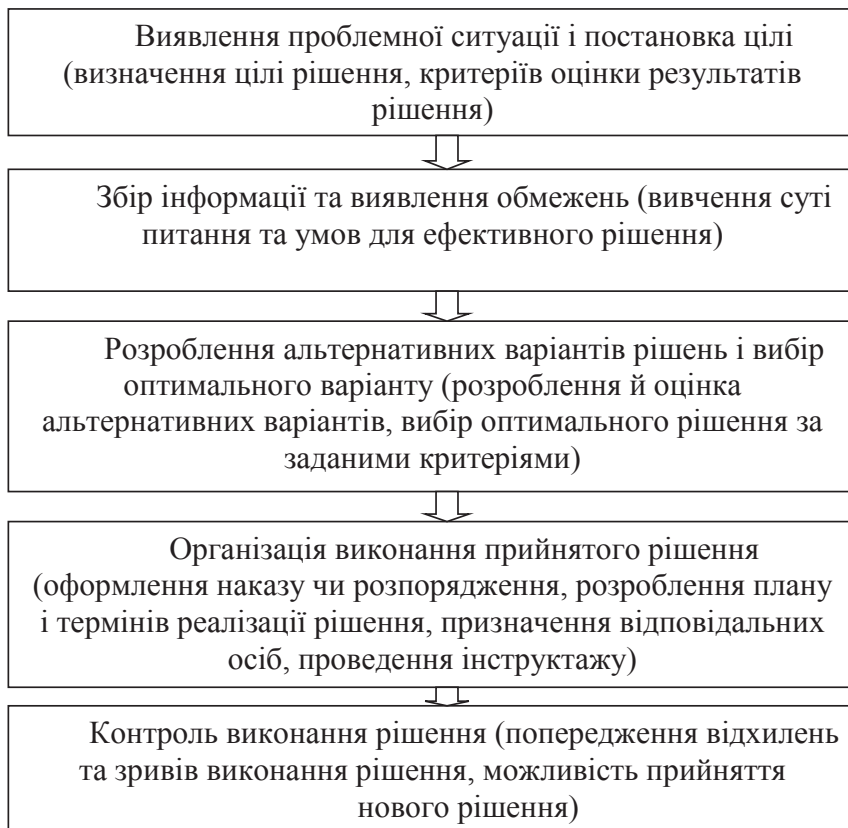 Виявлення проблемної ситуації і постановка цілі
(визначення цілі рішення, критеріїв оцінки результатів
рішення)
Збір інформації та виявлення обмежень (вивчення суті
питання та умов для ефективного рішення)
Розроблення альтернативних варіантів рішень і вибір
оптимального варіанту (розроблення й оцінка
альтернативних варіантів, вибір оптимального рішення за
заданими критеріями)
Організація виконання прийнятого рішення
(оформлення наказу чи розпорядження, розроблення плану
і термінів реалізації рішення, призначення відповідальних
осіб, проведення інструктажу)
Контроль виконання рішення (попередження відхилень
та зривів виконання рішення, можливість прийняття
нового рішення)